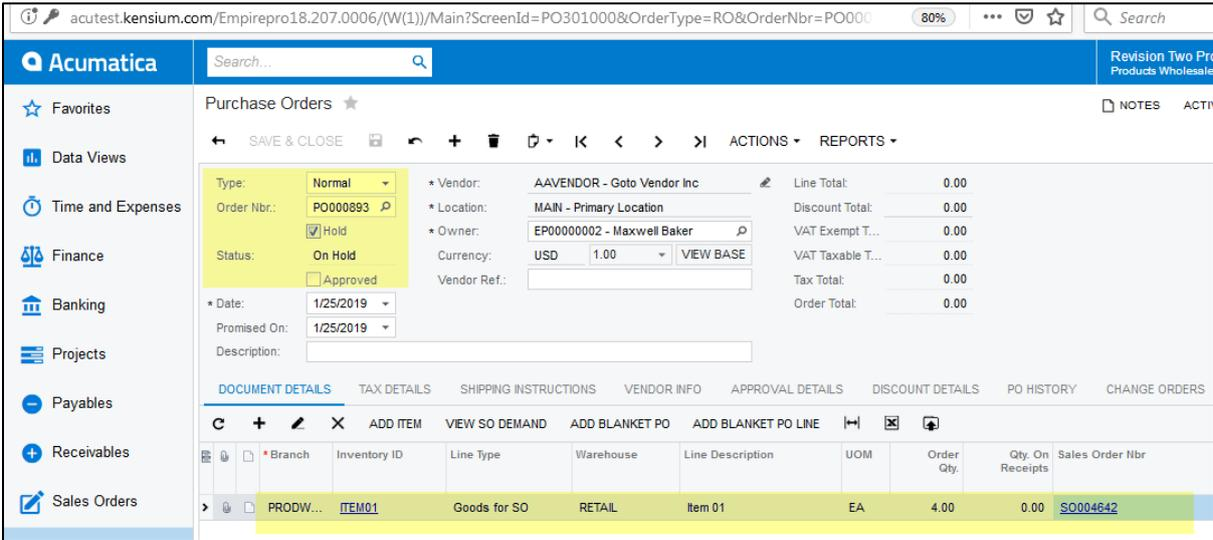 acutest.kensium.com/Empirepro18.207.0006/(W(1))/Main?ScreenId=PO301000&OrderType=RO&OrderNbr=PO000
80%
Search
Acumatica
Search...
Revision Two Pro
Products Wholesale
Favorites
Data Views
Time and Expenses
Finance
Banking
Projects
Payables
Receivables
Sales Orders
Purchase Orders
NOTES ACTI
SAVE & CLOSE ACTIONS REPORTS
Type: Normal
Order Nbr.: PO000893
Hold
Status: On Hold
Approved
* Date: 1/25/2019
Promised On: 1/25/2019
Description:
* Vendor: AAVENDOR - Goto Vendor Inc
* Location: MAIN - Primary Location
* Owner: EP00000002 - Maxwell Baker
Currency: USD 1.00 VIEW BASE
Vendor Ref.:
Line Total: 0.00
Discount Total: 0.00
VAT Exempt T... 0.00
VAT Taxable T... 0.00
Tax Total: 0.00
Order Total: 0.00
DOCUMENT DETAILS TAX DETAILS SHIPPING INSTRUCTIONS VENDOR INFO APPROVAL DETAILS DISCOUNT DETAILS PO HISTORY CHANGE ORDERS
ADD ITEM VIEW SO DEMAND ADD BLANKET PO ADD BLANKET PO LINE
* Branch Inventory ID Line Type Warehouse Line Description UOM Order Qty. Qty. On Receipts Sales Order Nbr
PRODW... ITEM01 Goods for SO RETAIL Item 01 EA 4.00 0.00 SO004642